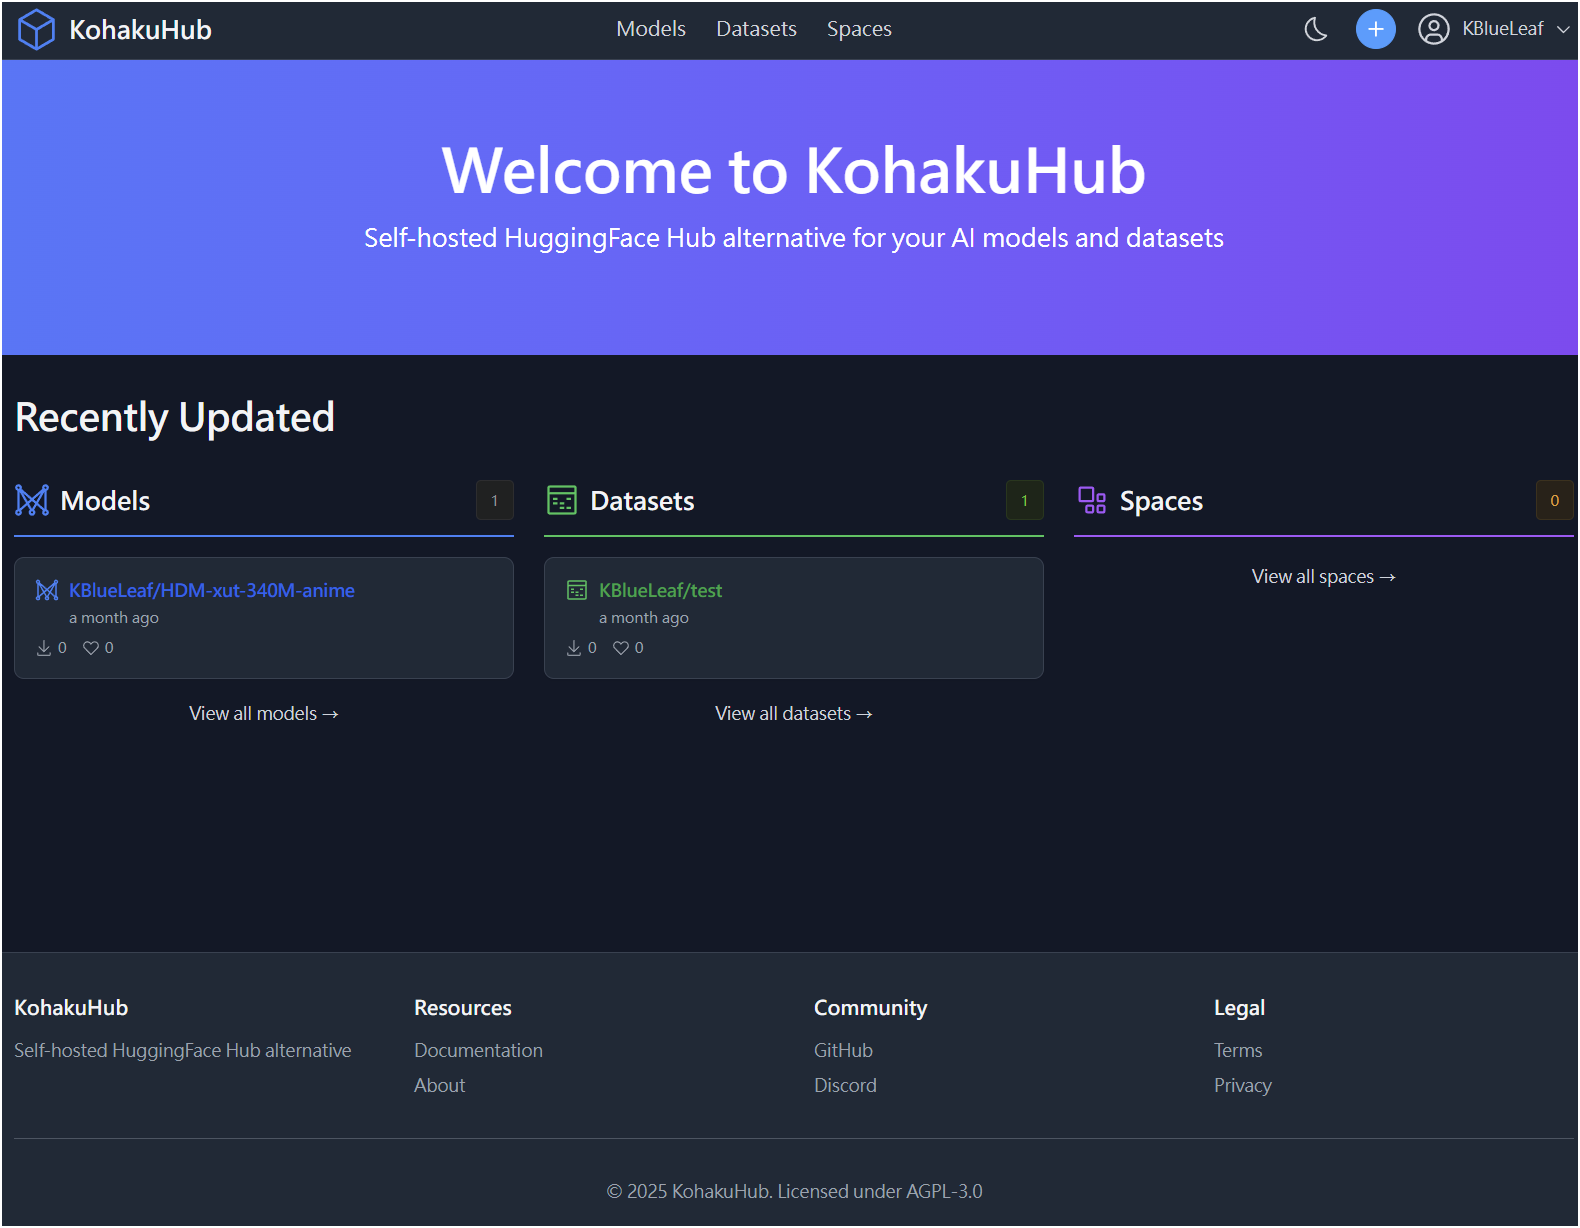 KohakuHub
Models Datasets Spaces
KBlueLeaf
Welcome to KohakuHub
Self-hosted HuggingFace Hub alternative for your AI models and datasets
Recently Updated
Models 1
KBlueLeaf/HDM-xut-340M-anime
a month ago
0 0
View all models →
Datasets 1
KBlueLeaf/test
a month ago
0 0
View all datasets →
Spaces 0
View all spaces →
KohakuHub
Self-hosted HuggingFace Hub alternative
Resources
Documentation
About
Community
GitHub
Discord
Legal
Terms
Privacy
© 2025 KohakuHub. Licensed under AGPL-3.0